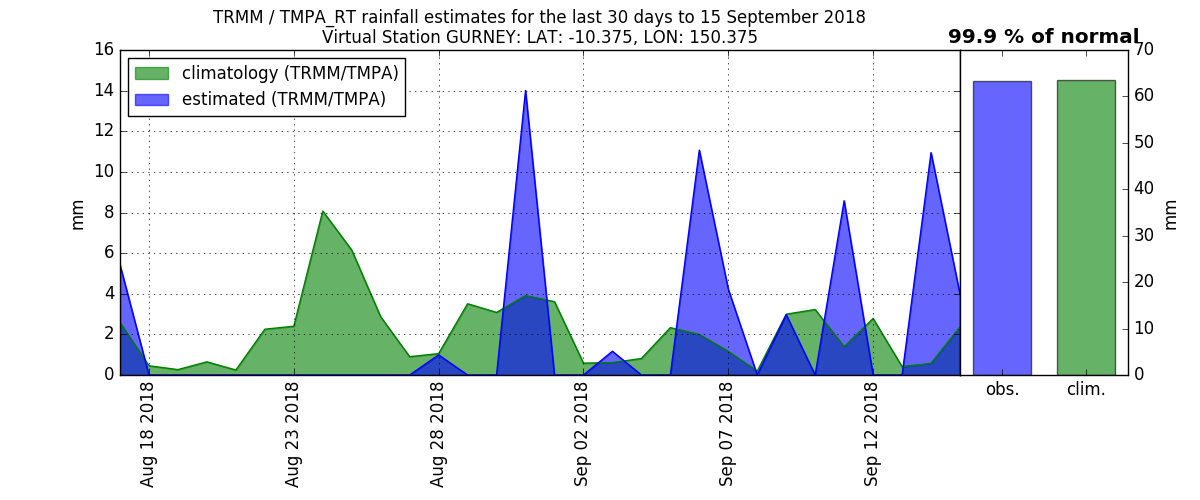 TRMM / TMPA_RT rainfall estimates for the last 30 days to 15 September 2018
Virtual Station GURNEY: LAT: -10.375, LON: 150.375
99.9 % of normal
climatology (TRMM/TMPA)
estimated (TRMM/TMPA)
16
14
12
10
8
6
4
2
0
mm
Aug 18 2018
Aug 23 2018
Aug 28 2018
Sep 02 2018
Sep 07 2018
Sep 12 2018
70
60
50
40
30
20
10
0
mm
obs.
clim.